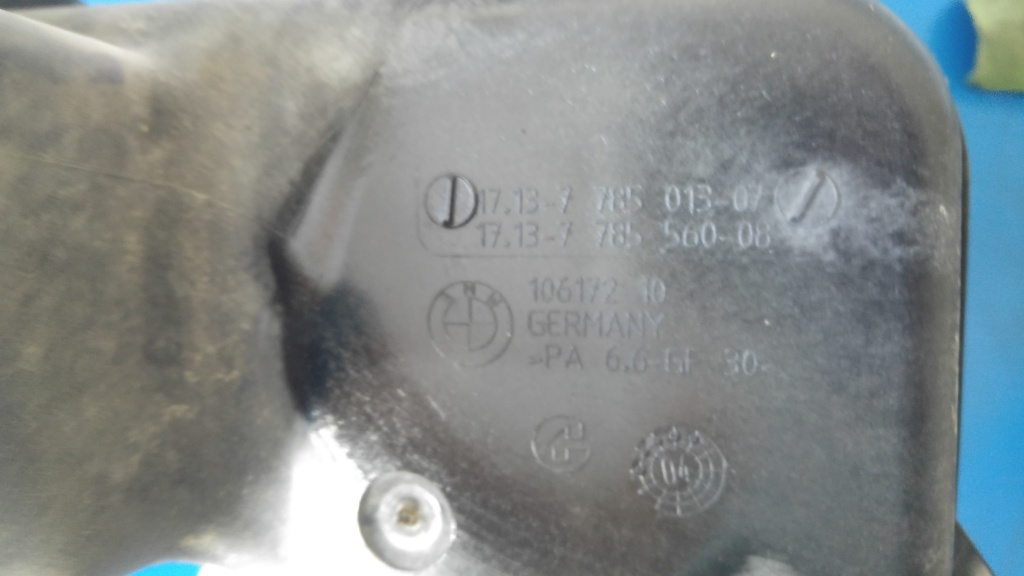 17.13-7 785 013-07
17.13-7 785 560-08
BMW
106172 10
GERMANY
>PA 6.6-GF 30<
04